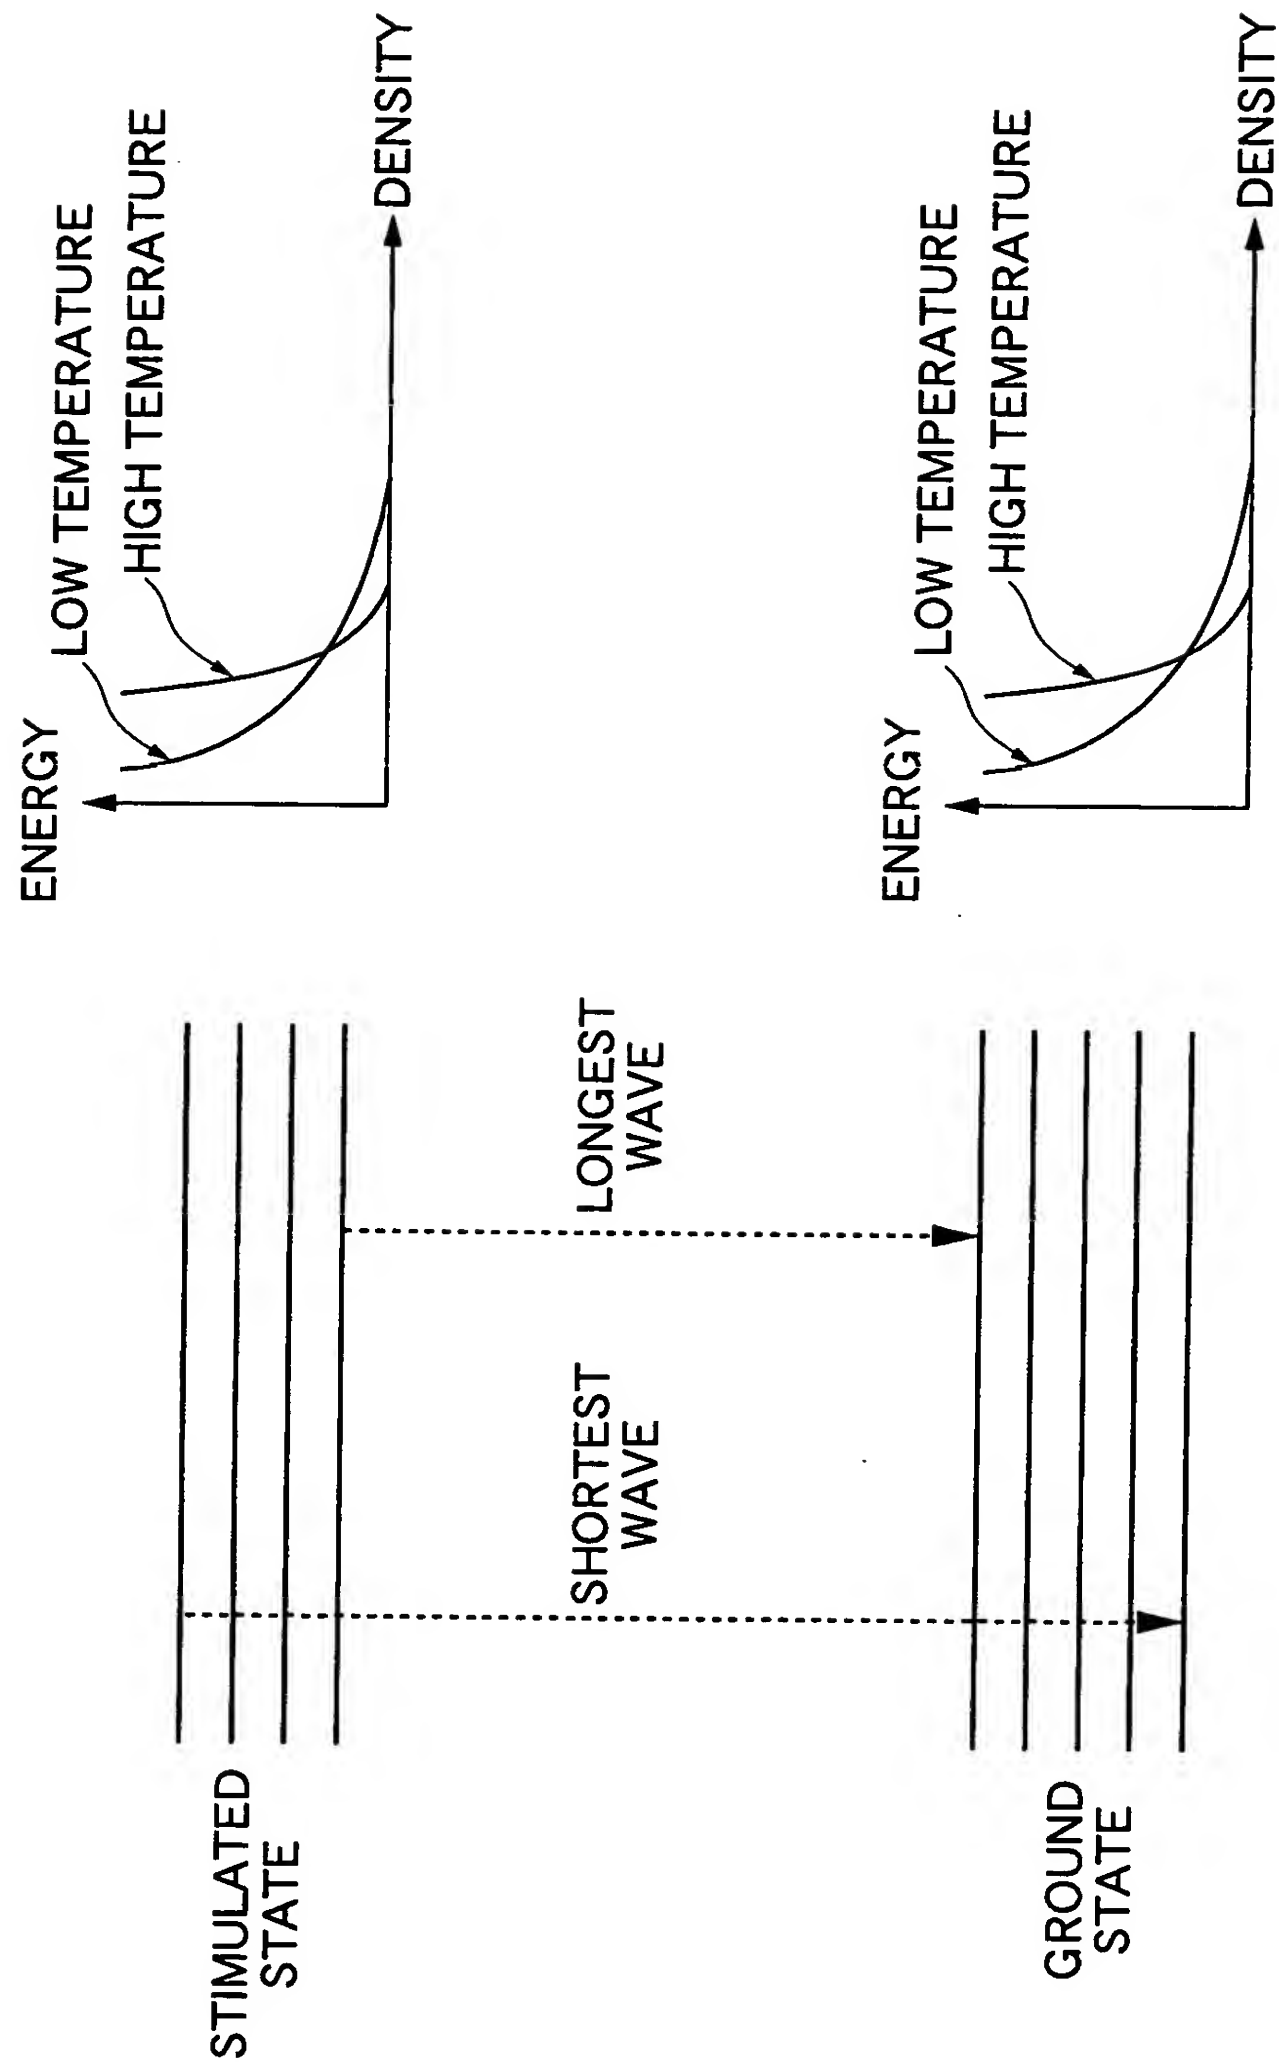 STIMULATED
STATE
SHORTEST
WAVE
LONGEST
WAVE
GROUND
STATE
ENERGY
LOW TEMPERATURE
HIGH TEMPERATURE
DENSITY
ENERGY
LOW TEMPERATURE
HIGH TEMPERATURE
DENSITY